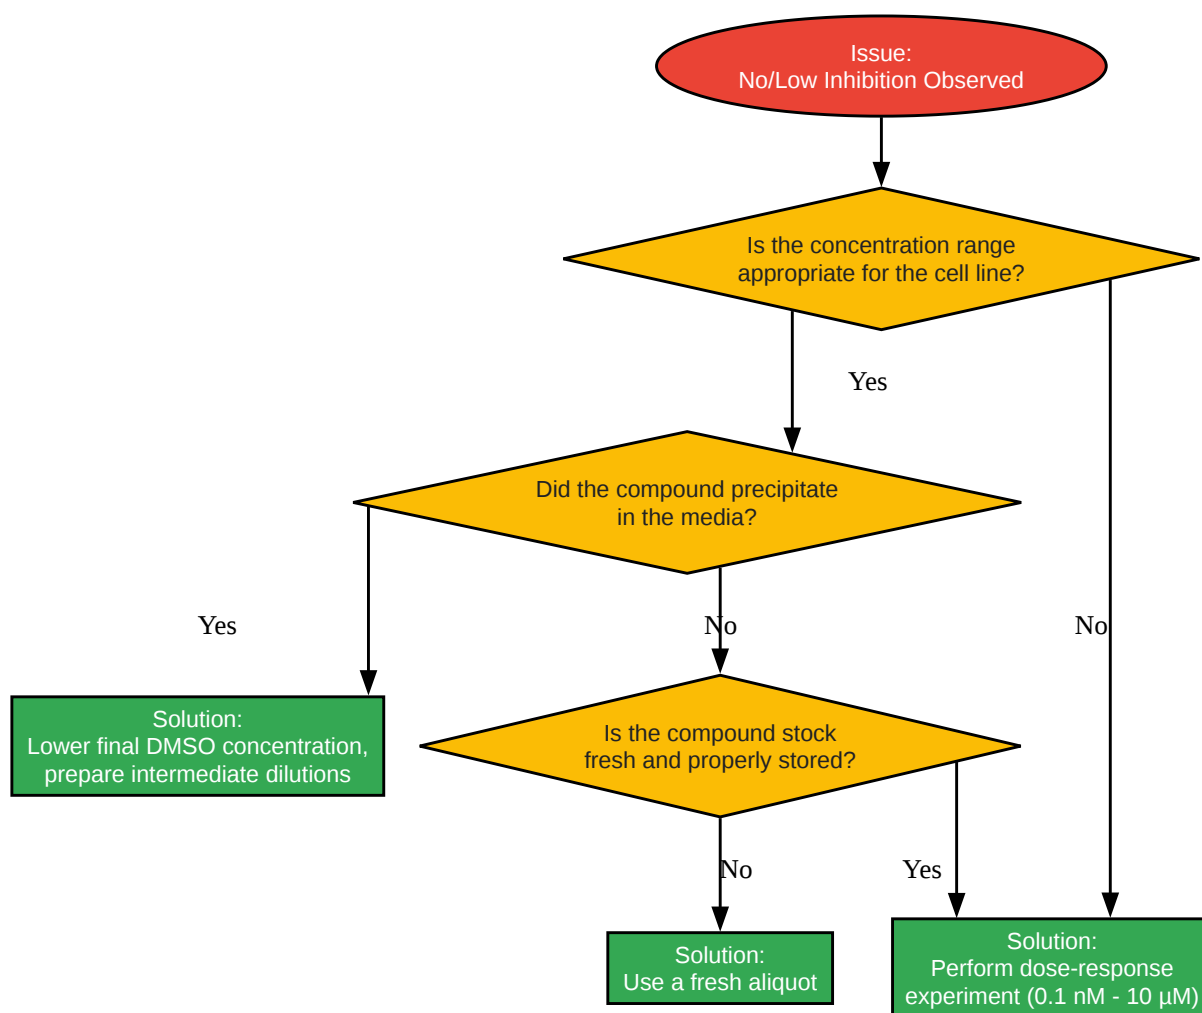 Issue:
No/Low Inhibition Observed
Is the concentration range
appropriate for the cell line?
Yes
Did the compound precipitate
in the media?
Yes
No
No
Solution:
Lower final DMSO concentration,
prepare intermediate dilutions
Is the compound stock
fresh and properly stored?
No
Yes
Solution:
Use a fresh aliquot
Solution:
Perform dose-response
experiment (0.1 nM - 10 µM)